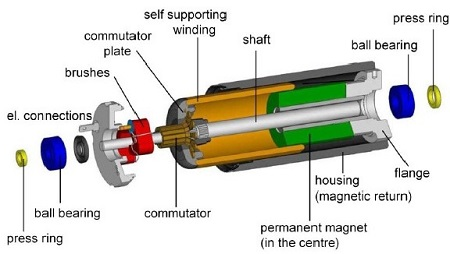 self supporting
winding
commutator
plate
brushes
shaft
press ring
ball bearing
el. connections
ball bearing
press ring
commutator
permanent magnet
(in the centre)
housing
(magnetic return)
flange